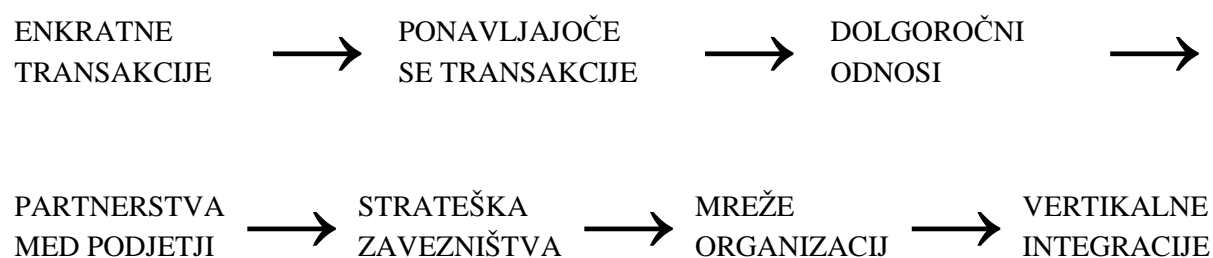 ENKRATNE
TRANSAKCIJE
PONAVLJAJOČE
SE TRANSAKCIJE
DOLGOROČNI
ODNOSI
PARTNERSTVA
MED PODJETJI
STRATEŠKA
ZAVEZNIŠTVA
MREŽE
ORGANIZACIJ
VERTIKALNE
INTEGRACIJE